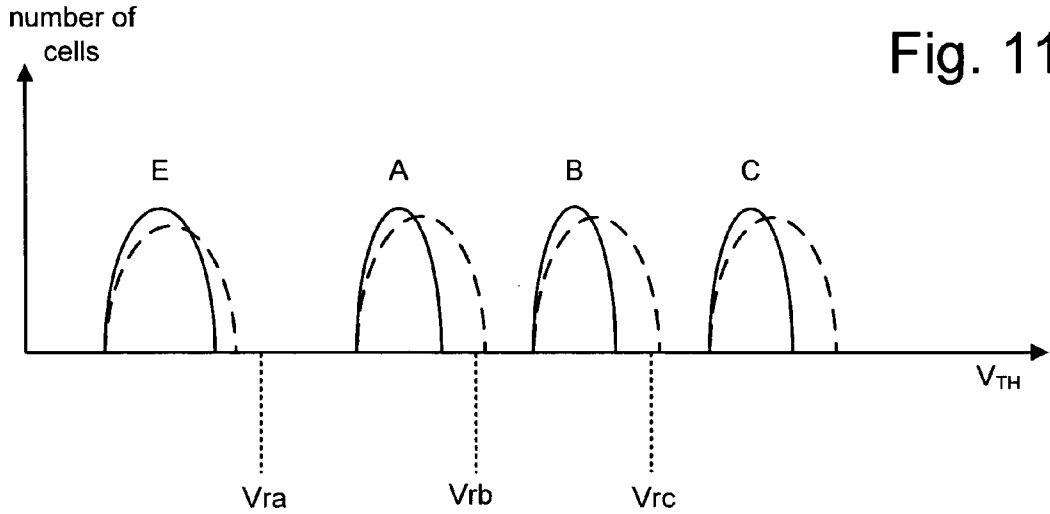 number of
cells
Fig. 11
E
A
B
C
VTH
Vra
Vrb
Vrc